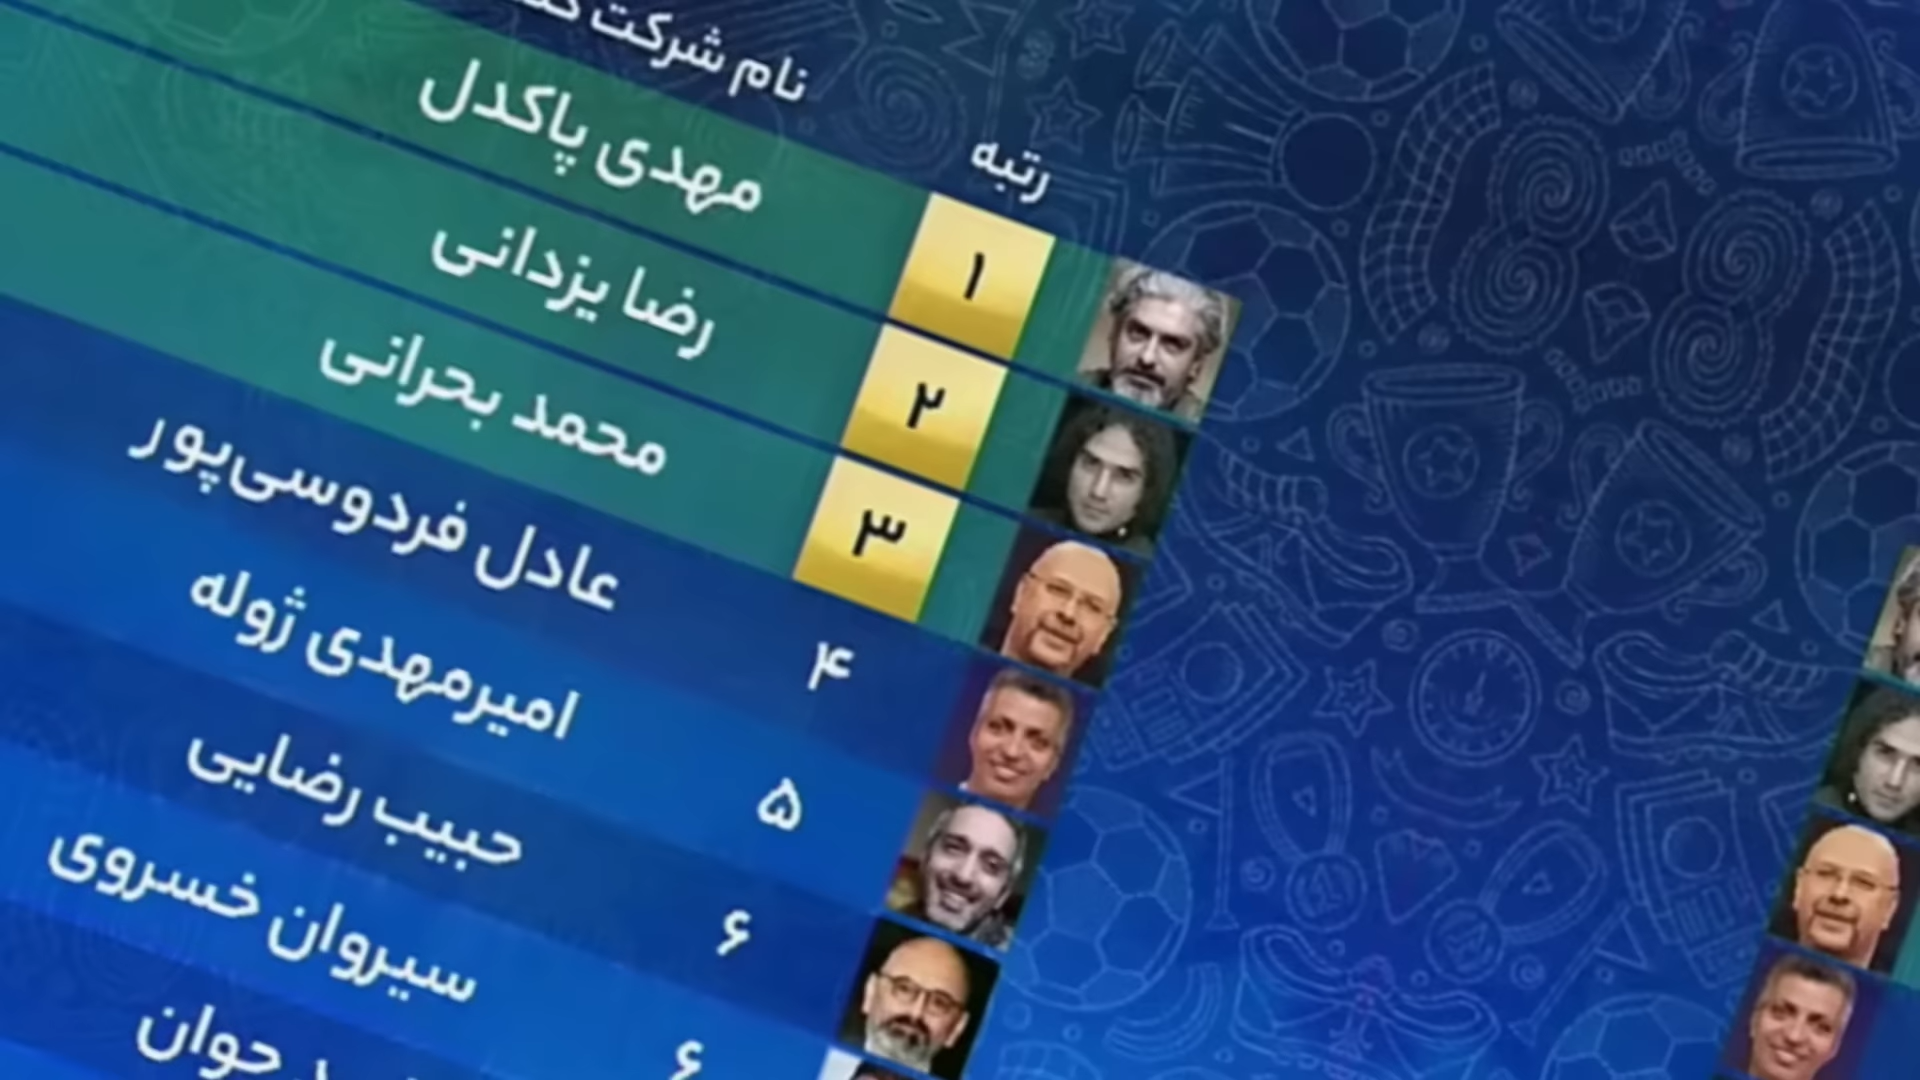 رتبه نام شرکت
۱ مهدی پاکدل
۲ رضا یزدانی
۳ محمد بحرانی
۴ عادل فردوسی‌پور
۵ امیرمهدی ژوله
۶ حبیب رضایی
۶ سیروان خسروی
جوان